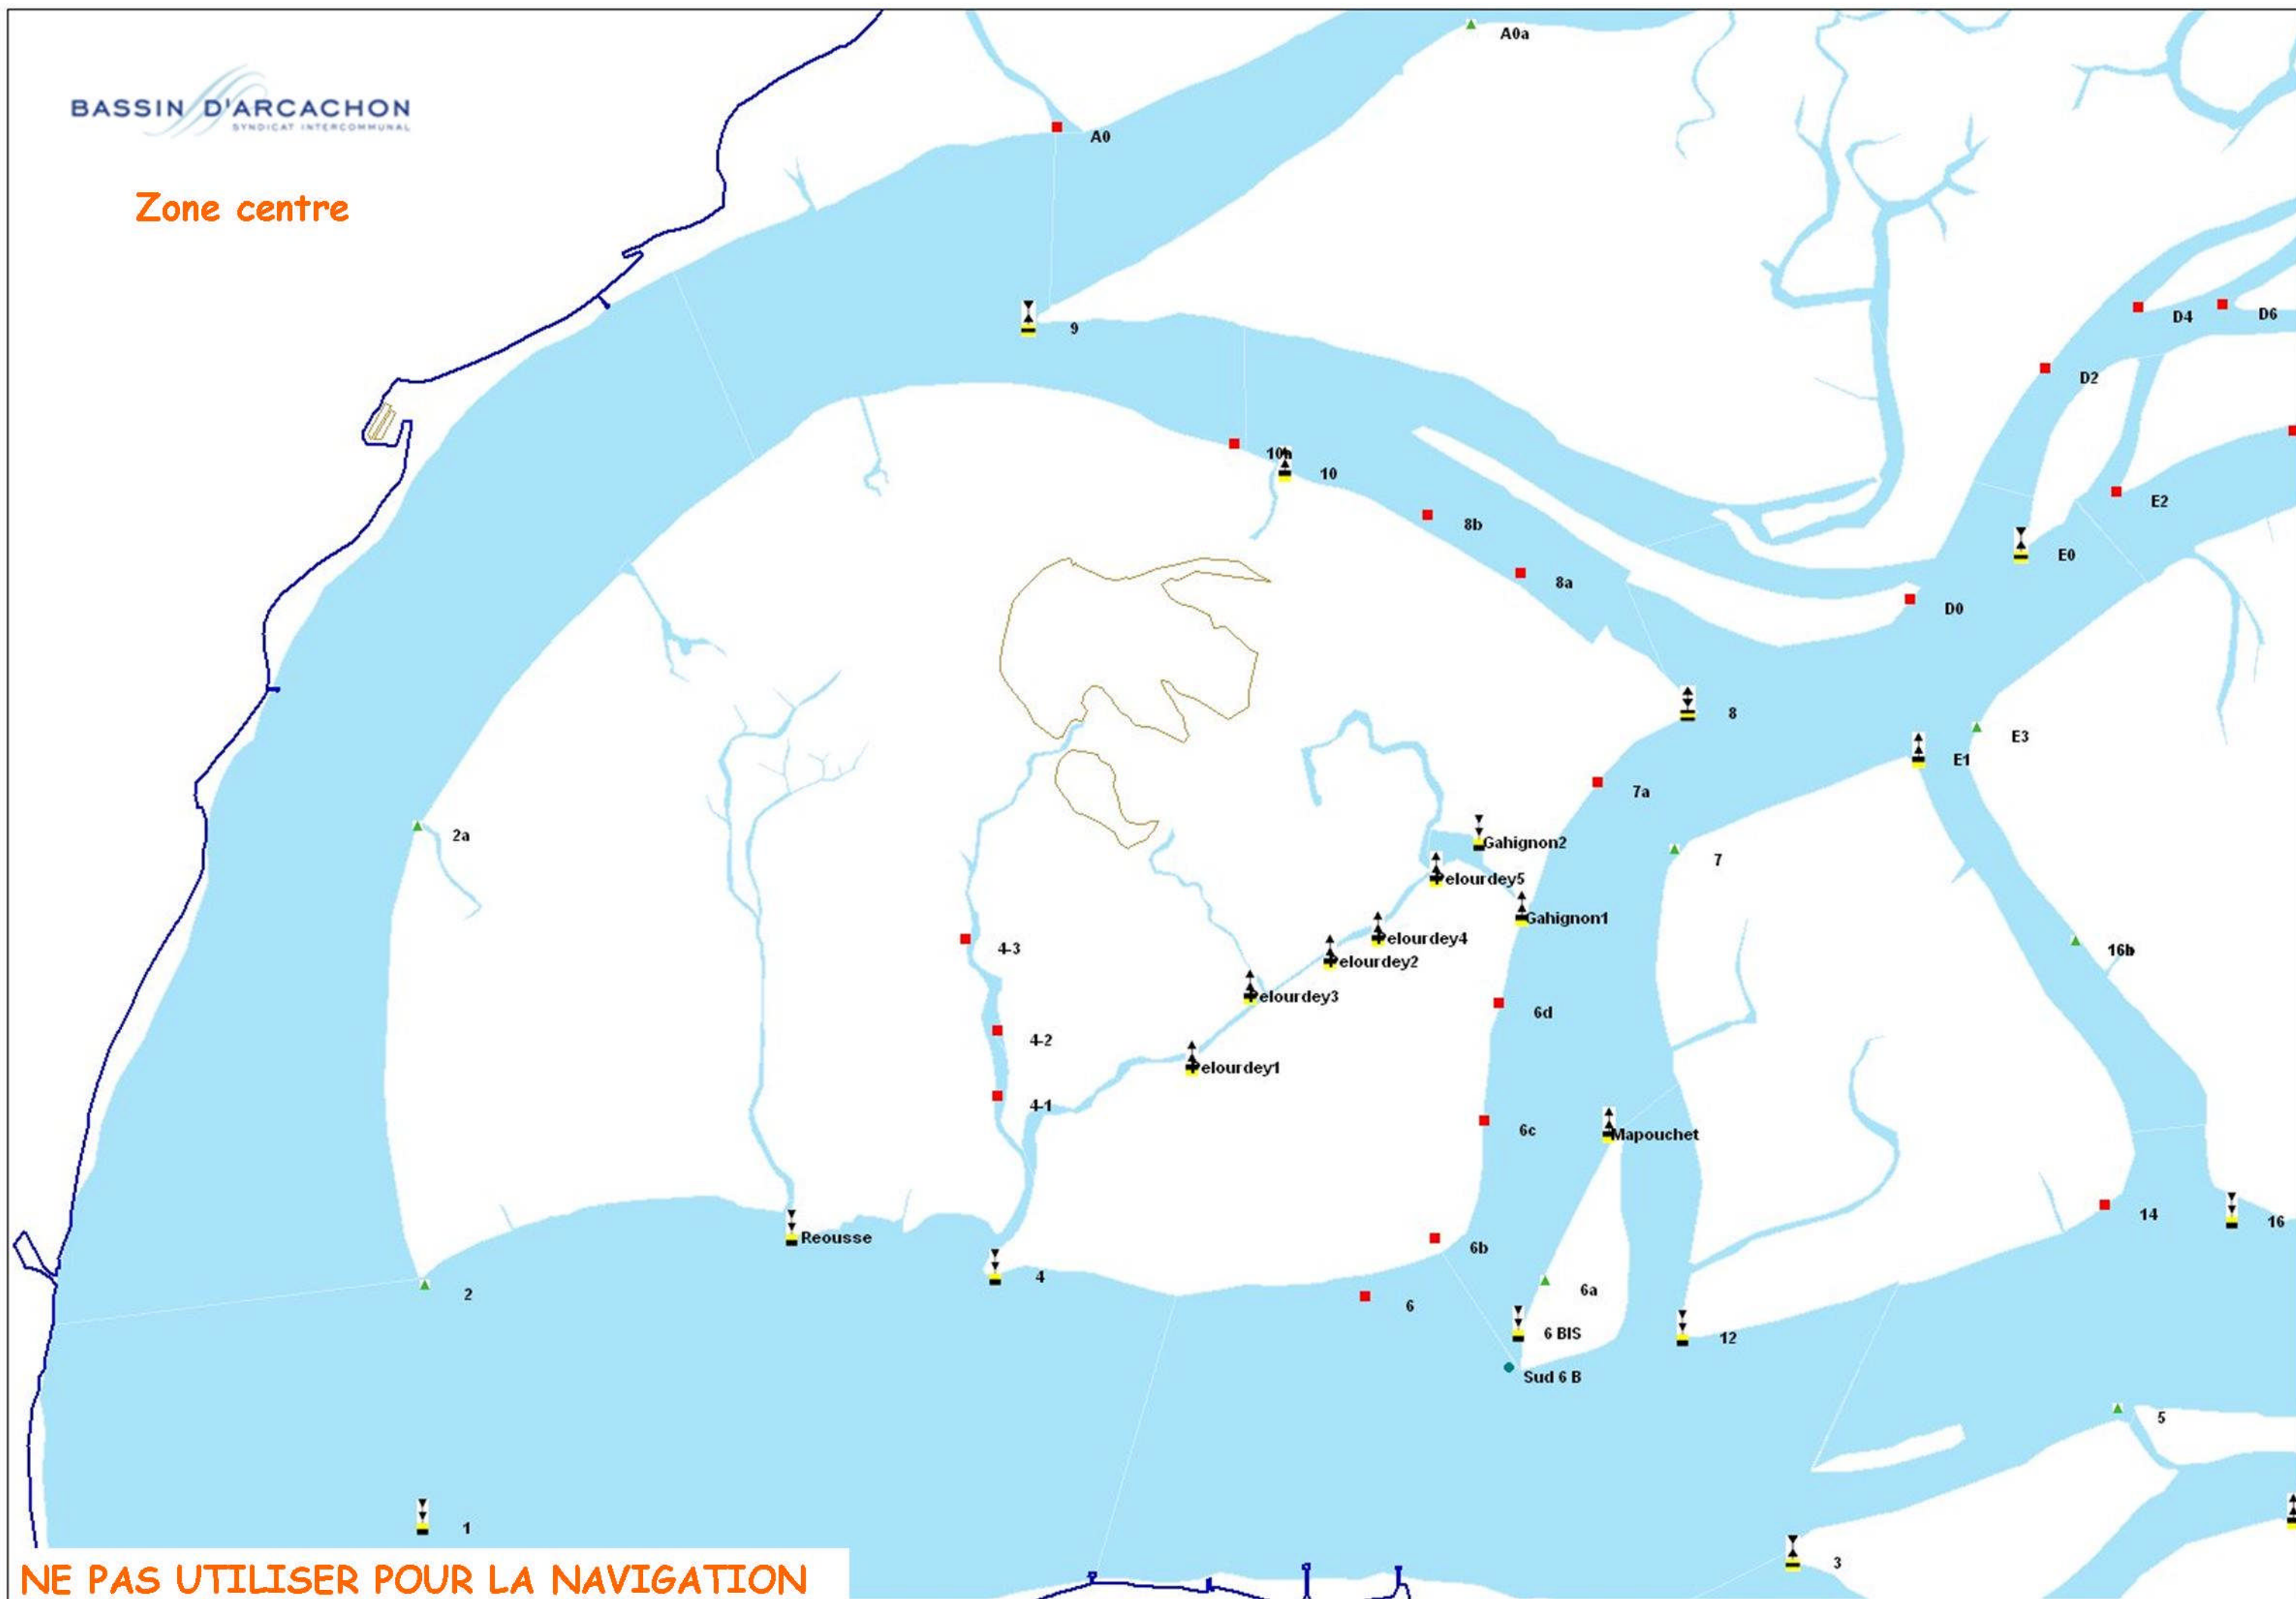 A0a
BASSIN D'ARCACHON
SYNDICAT INTERCOMMUNAL
A0
Zone centre
D4
D6
9
D2
10
E2
8b
E0
8a
D0
8
E3
E1
7a
2a
Gahignon2
7
Pelourdey5
Gahignon1
Pelourdey4
4-3
16b
Pelourdey2
Pelourdey3
6d
4-2
Pelourdey1
4-1
6c
Mapouchet
14
16
Reousse
6b
4
6a
2
6
6 BIS
12
Sud 6 B
5
1
3
NE PAS UTILISER POUR LA NAVIGATION